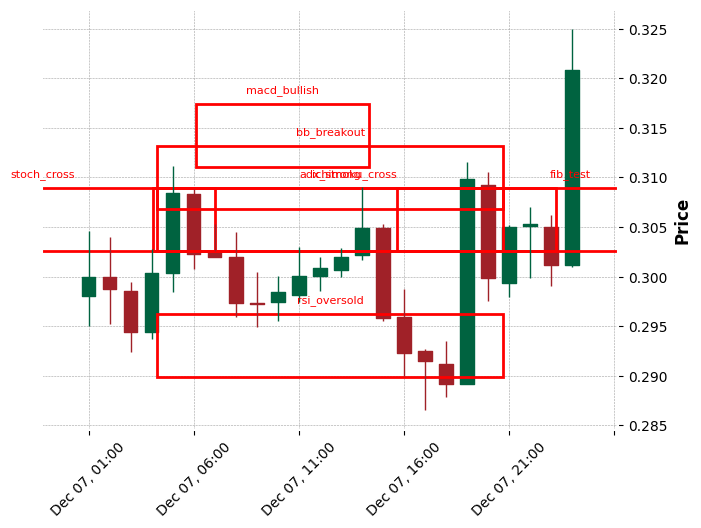 0.325
0.320
macd_bullish
0.315
bb_breakout
stoch_cross
ichimoku_cross
fib_test
0.310
0.305
Price
0.300
rsi_oversold
0.295
0.290
0.285
Dec 07, 01:00
Dec 07, 06:00
Dec 07, 11:00
Dec 07, 16:00
Dec 07, 21:00